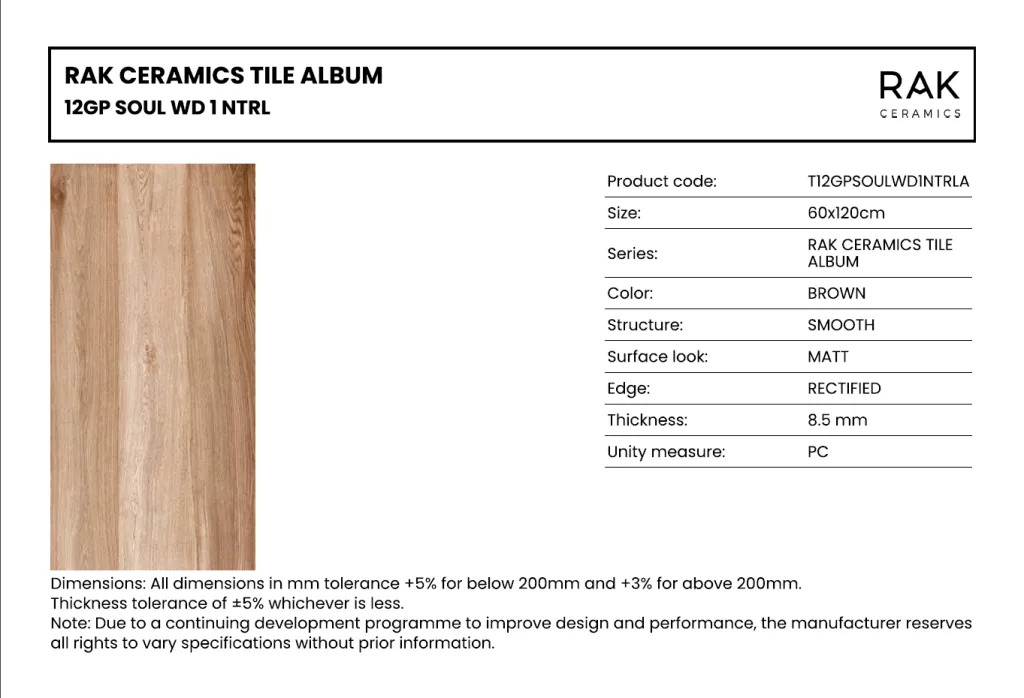 RAK CERAMICS TILE ALBUM
12GP SOUL WD 1 NTRL
RAK
CERAMICS
Product code: T12GPSOULWD1NTRLA
Size: 60x120cm
Series: RAK CERAMICS TILE
ALBUM
Color: BROWN
Structure: SMOOTH
Surface look: MATT
Edge: RECTIFIED
Thickness: 8.5 mm
Unity measure: PC
Dimensions: All dimensions in mm tolerance +5% for below 200mm and +3% for above 200mm.
Thickness tolerance of ±5% whichever is less.
Note: Due to a continuing development programme to improve design and performance, the manufacturer reserves
all rights to vary specifications without prior information.